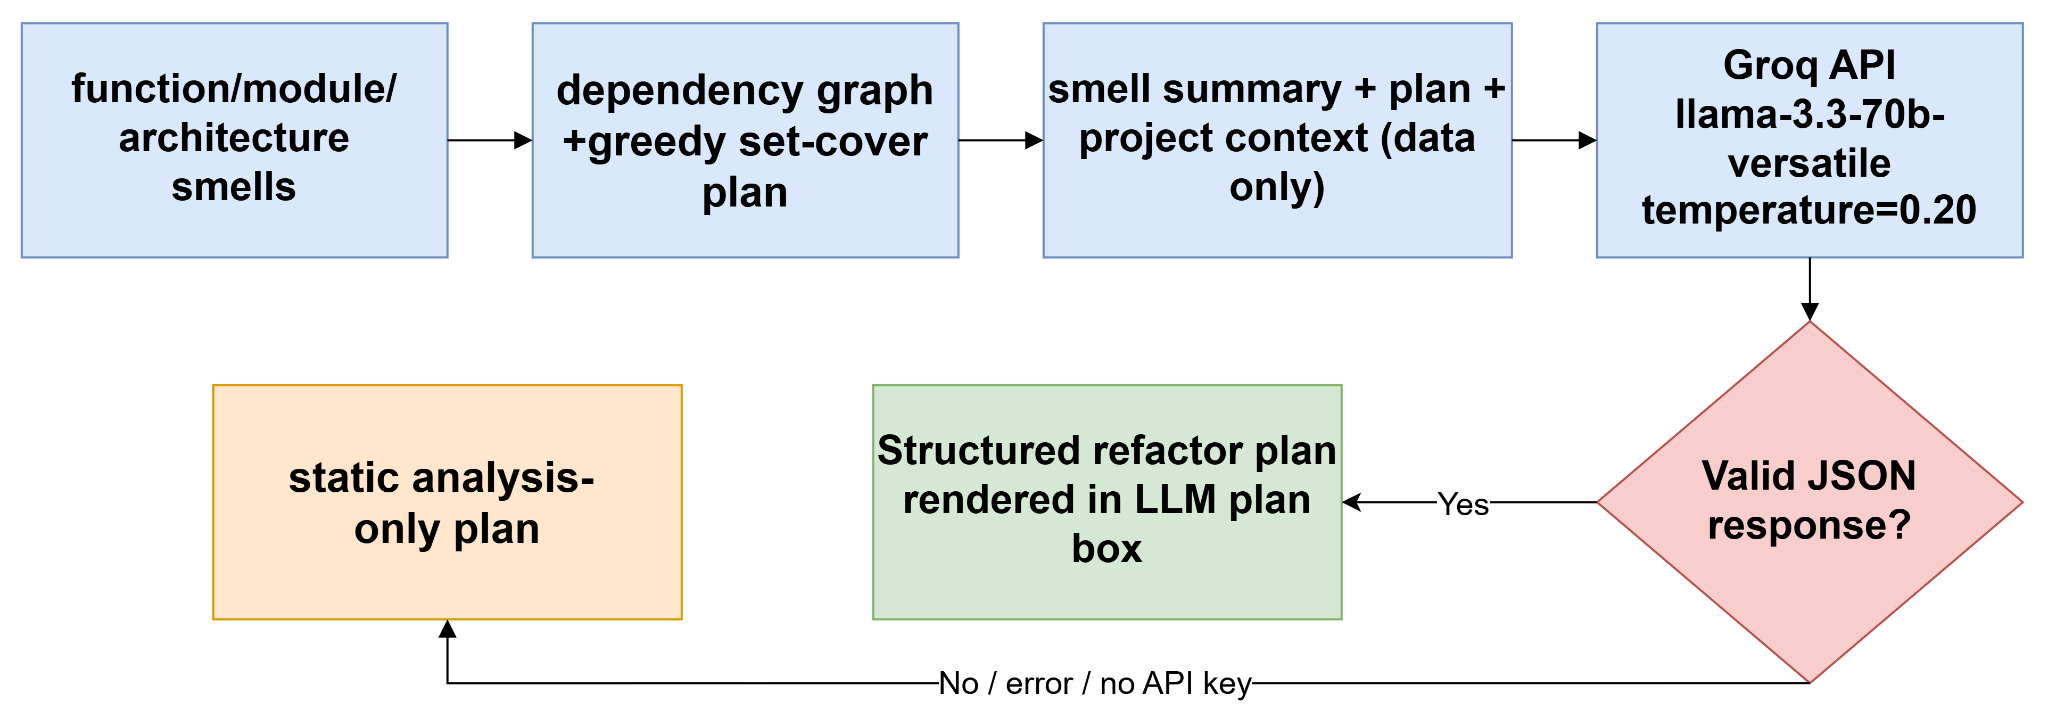 function/module/
architecture
smells
dependency graph
+greedy set-cover
plan
smell summary + plan +
project context (data
only)
Groq API
llama-3.3-70b-
versatile
temperature=0.20
Valid JSON
response?
Yes
Structured refactor plan
rendered in LLM plan
box
static analysis-
only plan
No / error / no API key